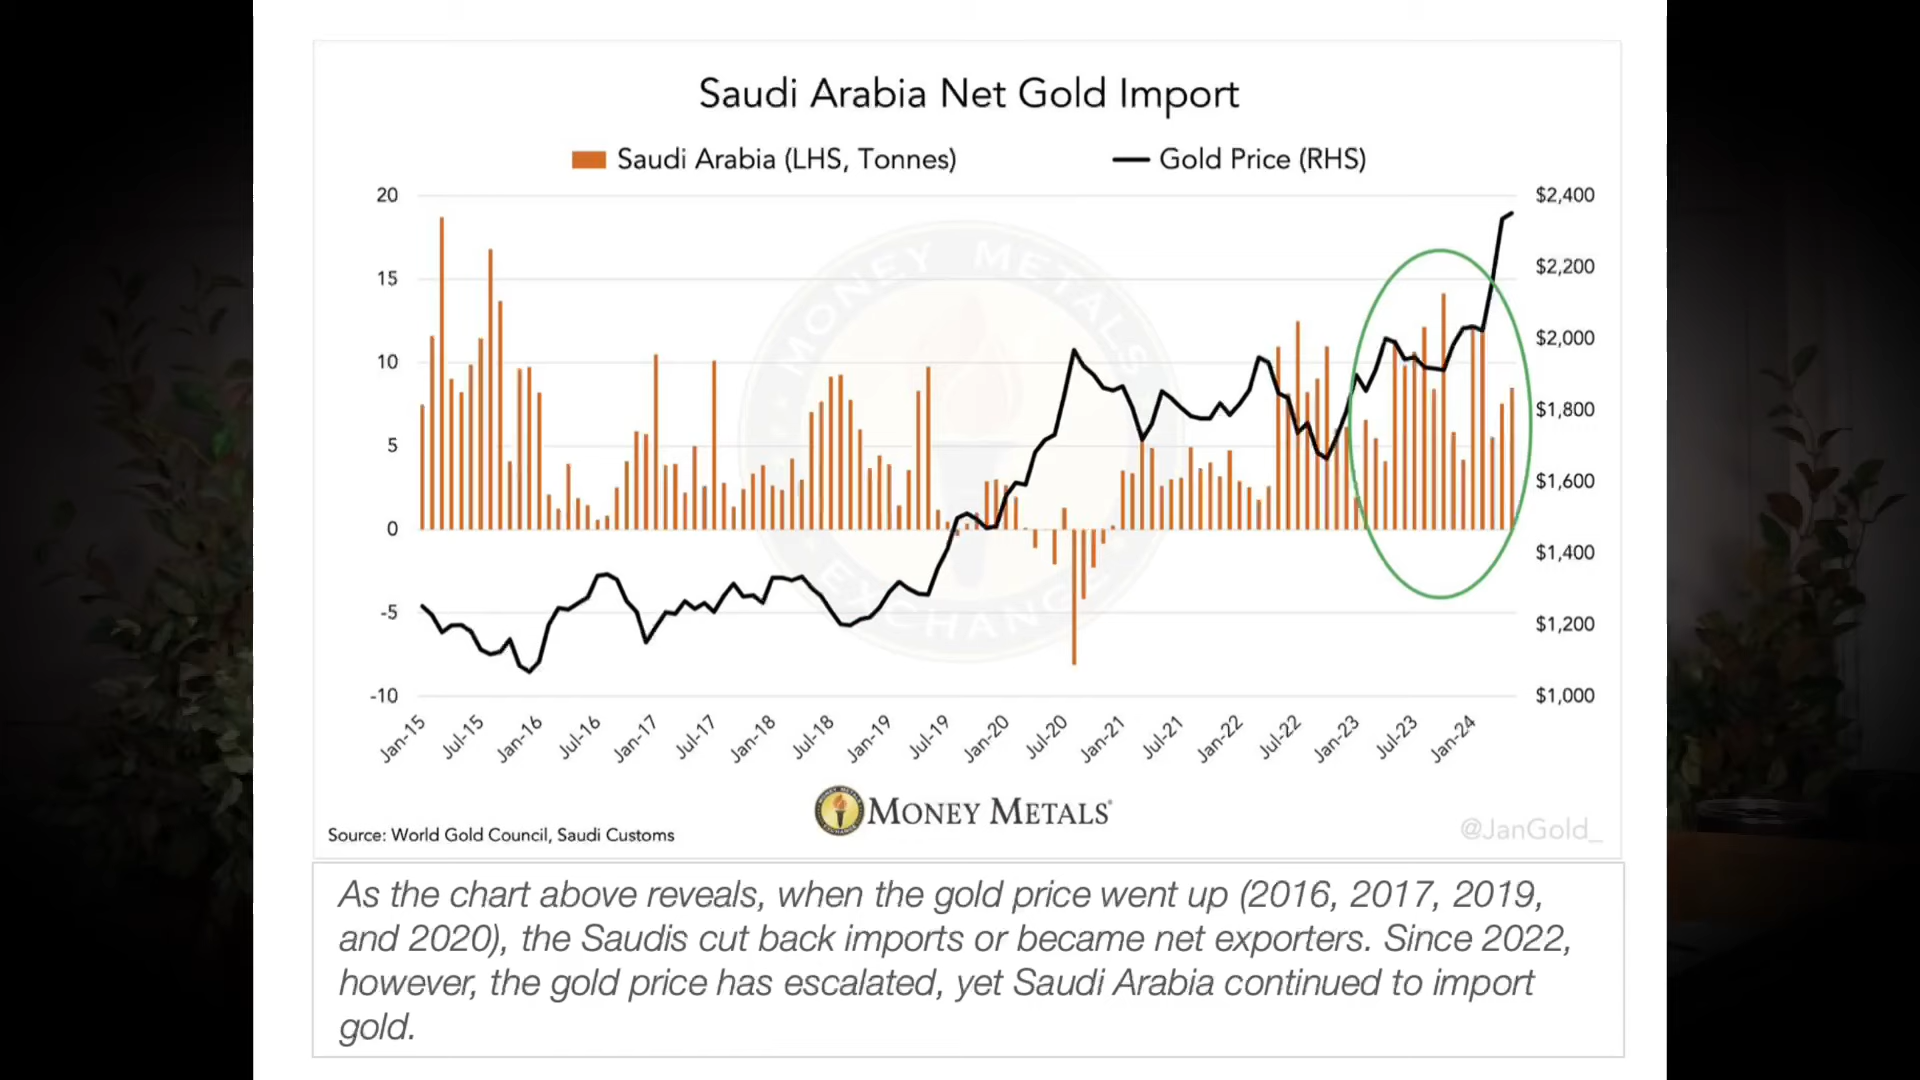 Saudi Arabia Net Gold Import
Saudi Arabia (LHS, Tonnes)
Gold Price (RHS)
20
15
10
5
0
-5
-10
$2,400
$2,200
$2,000
$1,800
$1,600
$1,400
$1,200
$1,000
MONEY METALS
EXCHANGE
Jan-15
Jul-15
Jan-16
Jul-16
Jan-17
Jul-17
Jan-18
Jul-18
Jan-19
Jul-19
Jan-20
Jul-20
Jan-21
Jul-21
Jan-22
Jul-22
Jan-23
Jul-23
Jan-24
MONEY METALS®
Source: World Gold Council, Saudi Customs
@JanGold_
As the chart above reveals, when the gold price went up (2016, 2017, 2019,
and 2020), the Saudis cut back imports or became net exporters. Since 2022,
however, the gold price has escalated, yet Saudi Arabia continued to import
gold.